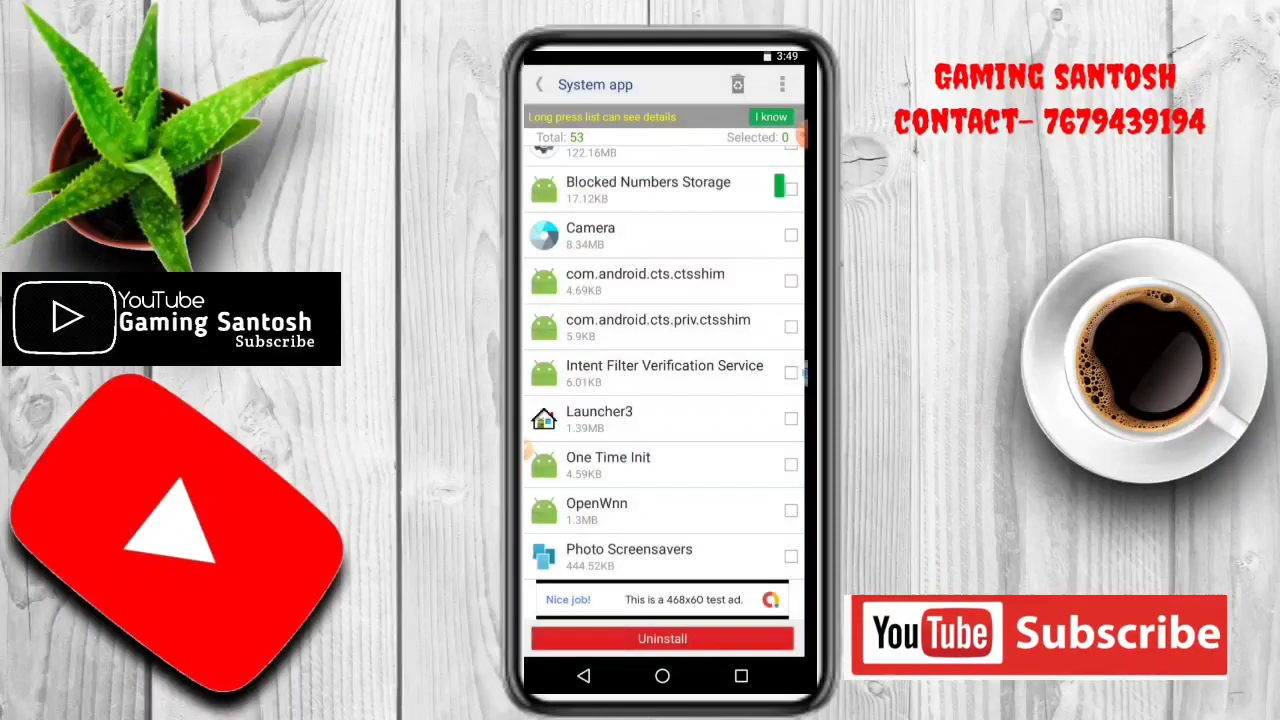 GAMING SANTOSH
CONTACT- 7679439194
YouTube
Gaming Santosh
Subscribe
3:49
System app
Long press list can see details
I know
Total: 53
Selected: 0
122.16MB
Blocked Numbers Storage
17.12KB
Camera
8.34MB
com.android.cts.ctsshim
4.69KB
com.android.cts.priv.ctsshim
5.9KB
Intent Filter Verification Service
6.01KB
Launcher3
1.39MB
One Time Init
4.59KB
OpenWnn
1.3MB
Photo Screensavers
444.52KB
Nice job! This is a 468x60 test ad.
Uninstall
YouTube Subscribe